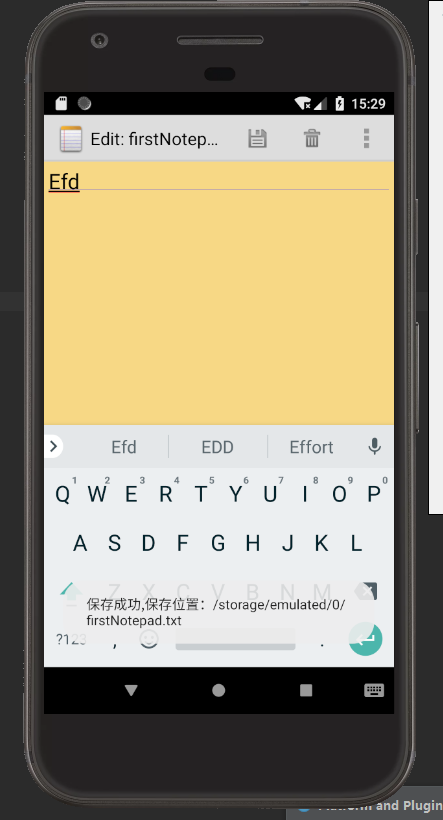 15:29
Edit: firstNotep...
Efd
Efd EDD Effort
Q1 W2 E3 R4 T5 Y6 U7 I8 O9 P0
A S D F G H J K L
Z X C V B N M
保存成功,保存位置：/storage/emulated/0/
firstNotepad.txt
?123 , .
and Plugin